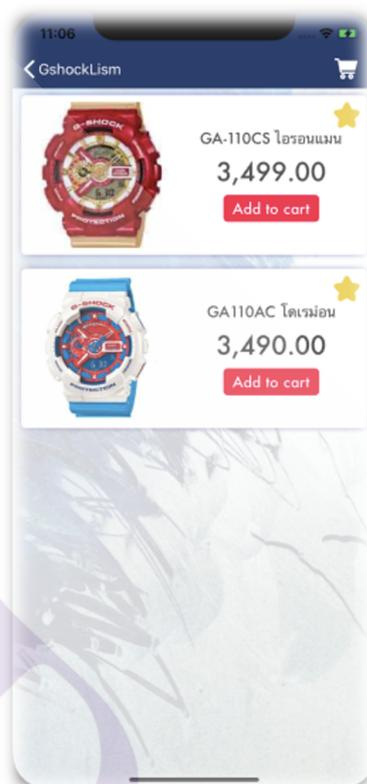 11:06
GshockLism
G-SHOCK
PROTECTION
GA-110CS ไอรอนแมน
3,499.00
Add to cart
G-SHOCK
PROTECTION
GA110AC โดเรม่อน
3,490.00
Add to cart